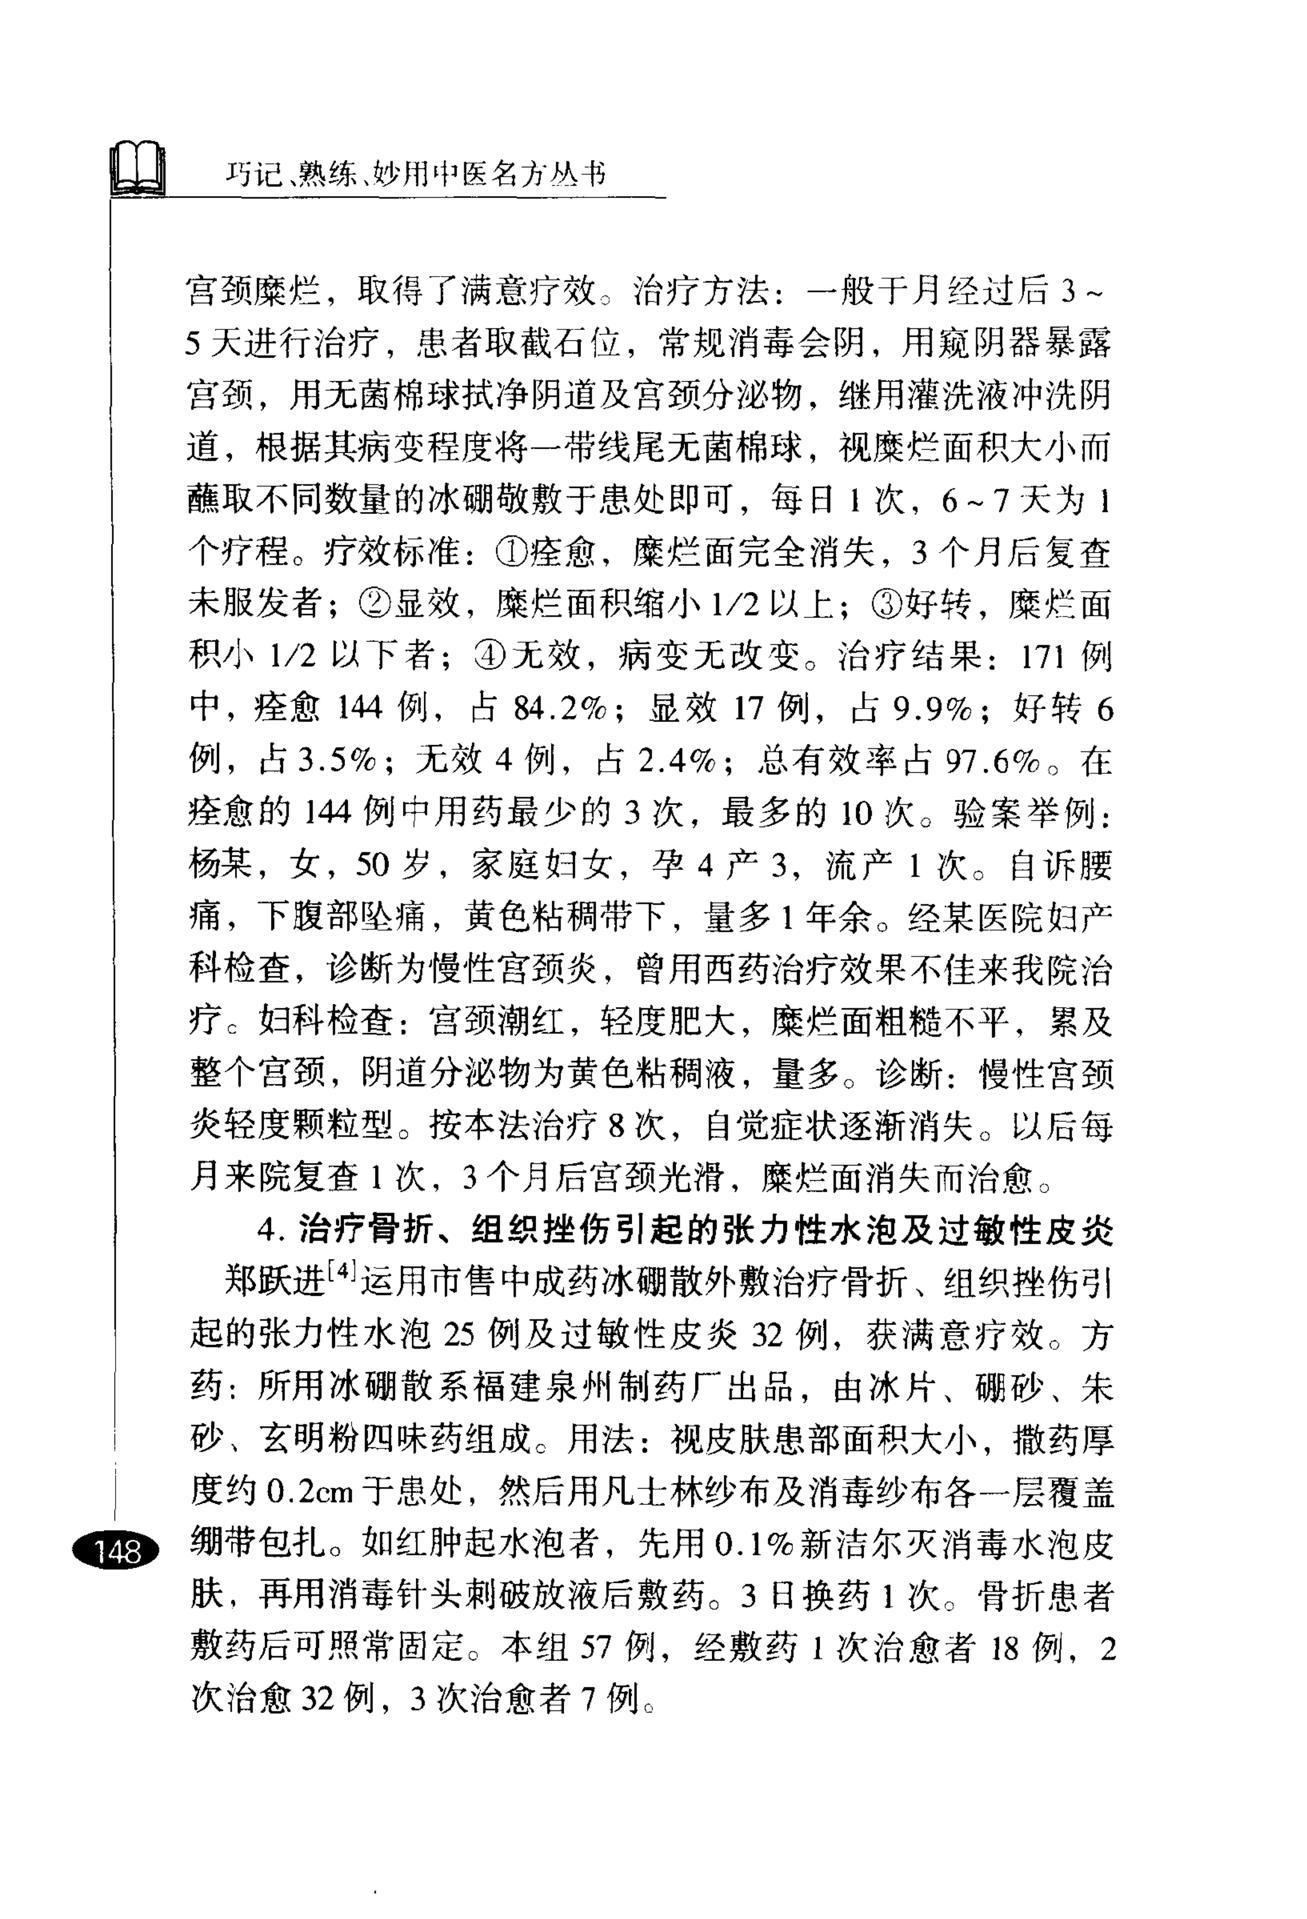 巧记、熟练、妙用中医名方丛书
宫颈糜烂，取得了满意疗效。治疗方法：一般于月经过后 3～
5 天进行治疗，患者取截石位，常规消毒会阴，用窥阴器暴露
宫颈，用无菌棉球拭净阴道及宫颈分泌物，继用灌洗液冲洗阴
道，根据其病变程度将一带线尾无菌棉球，视糜烂面积大小而
蘸取不同数量的冰硼敬敷于患处即可，每日 1 次，6～7 天为 1
个疗程。疗效标准：①痊愈，糜烂面完全消失，3 个月后复查
未服发者；②显效，糜烂面积缩小 1/2 以上；③好转，糜烂面
积小 1/2 以下者；④无效，病变无改变。治疗结果：171 例
中，痊愈 144 例，占 84.2%；显效 17 例，占 9.9%；好转 6
例，占 3.5%；无效 4 例，占 2.4%；总有效率占 97.6%。在
痊愈的 144 例中用药最少的 3 次，最多的 10 次。验案举例：
杨某，女，50 岁，家庭妇女，孕 4 产 3，流产 1 次。自诉腰
痛，下腹部坠痛，黄色粘稠带下，量多 1 年余。经某医院妇产
科检查，诊断为慢性宫颈炎，曾用西药治疗效果不佳来我院治
疗。妇科检查：宫颈潮红，轻度肥大，糜烂面粗糙不平，累及
整个宫颈，阴道分泌物为黄色粘稠液，量多。诊断：慢性宫颈
炎轻度颗粒型。按本法治疗 8 次，自觉症状逐渐消失。以后每
月来院复查 1 次，3 个月后宫颈光滑，糜烂面消失而治愈。
4. 治疗骨折、组织挫伤引起的张力性水泡及过敏性皮炎
郑跃进[4]运用市售中成药冰硼散外敷治疗骨折、组织挫伤引
起的张力性水泡 25 例及过敏性皮炎 32 例，获满意疗效。方
药：所用冰硼散系福建泉州制药厂出品，由冰片、硼砂、朱
砂、玄明粉四味药组成。用法：视皮肤患部面积大小，撒药厚
度约 0.2cm 于患处，然后用凡士林纱布及消毒纱布各一层覆盖
绷带包扎。如红肿起水泡者，先用 0.1%新洁尔灭消毒水泡皮
肤，再用消毒针头刺破放液后敷药。3 日换药 1 次。骨折患者
敷药后可照常固定。本组 57 例，经敷药 1 次治愈者 18 例，2
次治愈 32 例，3 次治愈者 7 例。
148